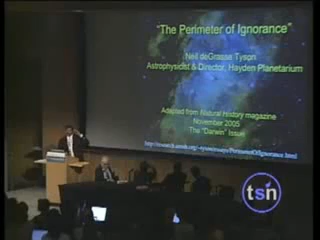 "The Perimeter of Ignorance"
Neil deGrasse Tyson
Astrophysicist & Director, Hayden Planetarium
Adapted from Natural History magazine
November 2005
The "Darwin" Issue
tsn